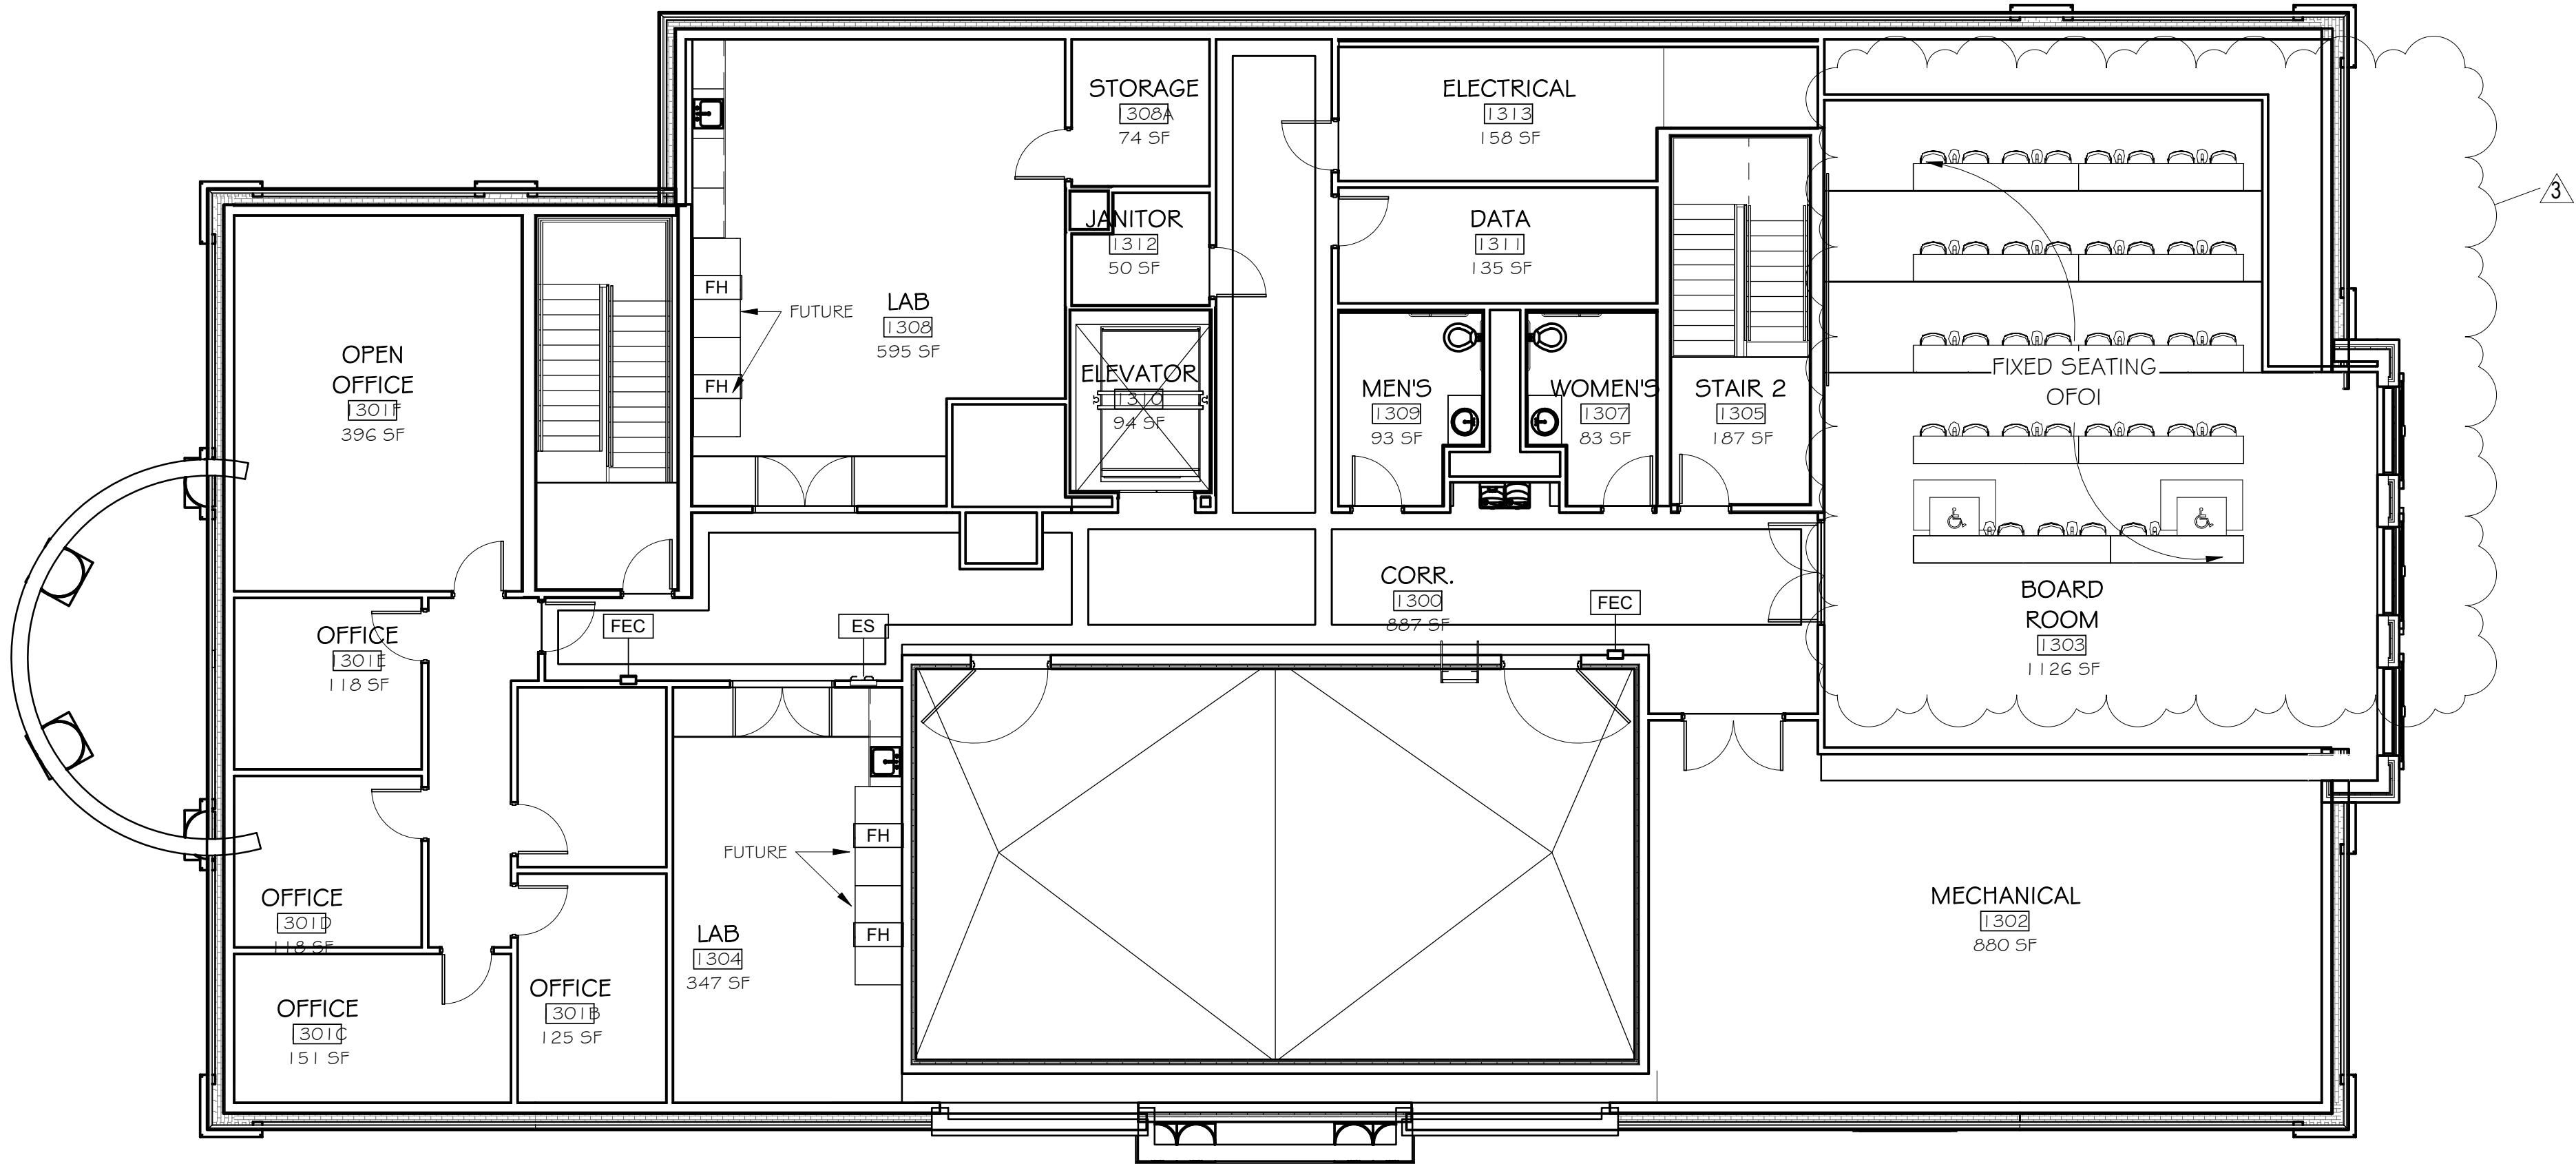 STORAGE
308A
74 SF
ELECTRICAL
1313
158 SF
3
JANITOR
1312
50 SF
DATA
1311
135 SF
FH
FUTURE
LAB
1308
595 SF
FH
OPEN
OFFICE
1301F
396 SF
ELEVATOR
1310
94 SF
MEN'S
1309
93 SF
WOMEN'S
1307
83 SF
STAIR 2
1305
187 SF
FIXED SEATING
OFOI
CORR.
1300
887 SF
FEC
BOARD
ROOM
1303
1126 SF
OFFICE
1301E
118 SF
FEC
ES
FH
FUTURE
FH
OFFICE
301D
118 SF
LAB
1304
347 SF
MECHANICAL
1302
880 SF
OFFICE
301C
151 SF
OFFICE
301B
125 SF